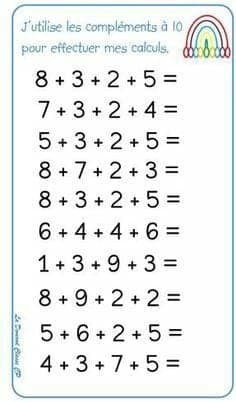 J'utilise les compléments à 10
pour effectuer mes calculs.
8 + 3 + 2 + 5 =
7 + 3 + 2 + 4 =
5 + 3 + 2 + 5 =
8 + 7 + 2 + 3 =
8 + 3 + 2 + 5 =
6 + 4 + 4 + 6 =
1 + 3 + 9 + 3 =
8 + 9 + 2 + 2 =
5 + 6 + 2 + 5 =
4 + 3 + 7 + 5 =